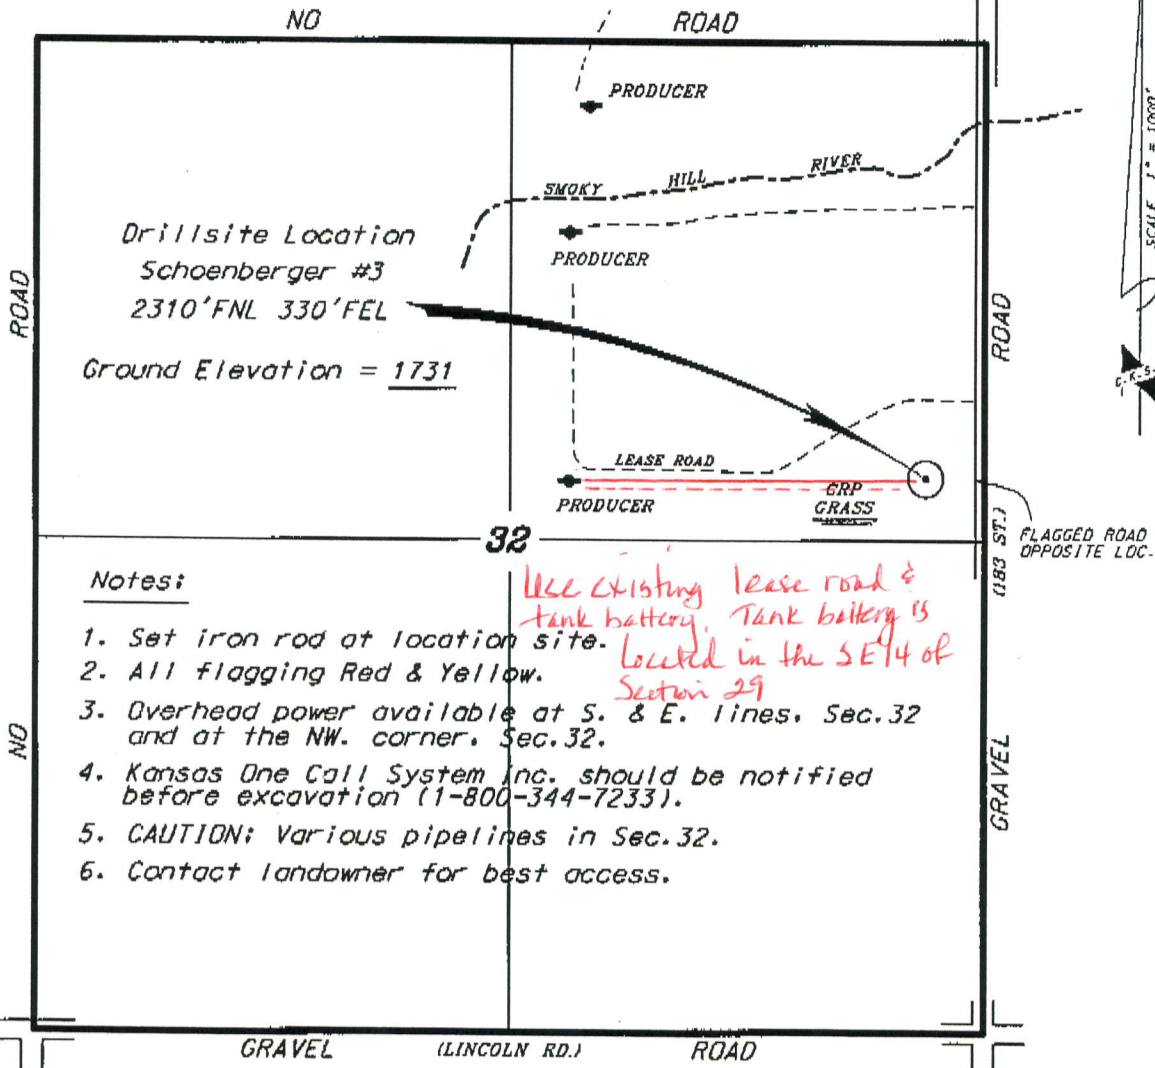 NO ROAD
PRODUCER
SMOKY HILL RIVER
SCALE 1" = 1000'
Drillsite Location
Schoenberger #3
2310'FNL 330'FEL
PRODUCER
Ground Elevation = 1731
ROAD
ROAD
C.K.S.
LEASE ROAD
PRODUCER
CRP
GRASS
32
(183 ST.)
FLAGGED ROAD
OPPOSITE LOC.
Use existing lease road &
tank battery. Tank battery is
Located in the SE/4 of
Section 29
Notes:
1. Set iron rod at location site.
2. All flagging Red & Yellow.
3. Overhead power available at S. & E. lines, Sec.32
and at the NW. corner, Sec.32.
4. Kansas One Call System Inc. should be notified
before excavation (1-800-344-7233).
5. CAUTION: Various pipelines in Sec.32.
6. Contact landowner for best access.
NO
GRAVEL
GRAVEL (LINCOLN RD.) ROAD